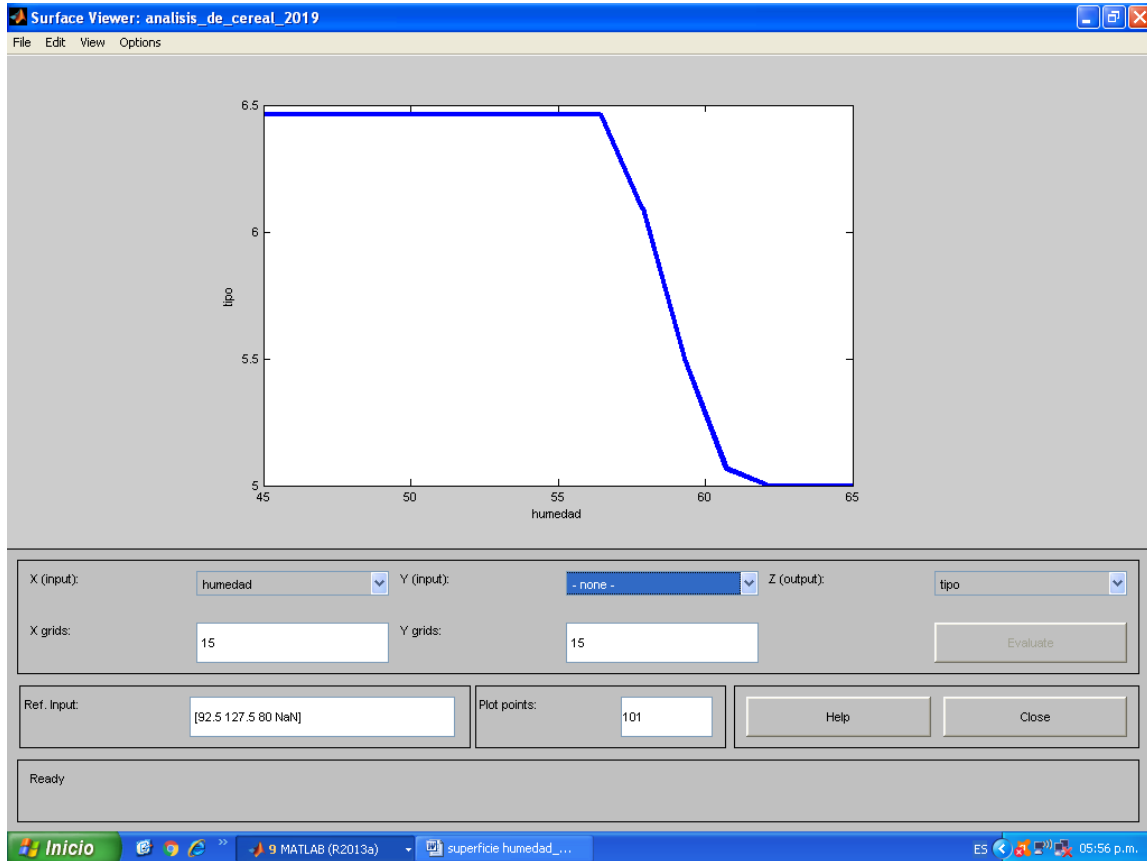 Surface Viewer: analisis_de_cereal_2019
File Edit View Options
6.5
6
5.5
5
tipo
45 50 55 60 65
humedad
X (input): humedad Y (input): - none - Z (output): tipo
X grids: 15 Y grids: 15 Evaluate
Ref. Input: [92.5 127.5 80 NaN] Plot points: 101 Help Close
Ready
Inicio » 9 MATLAB (R2013a) superficie humedad_... ES 05:56 p.m.